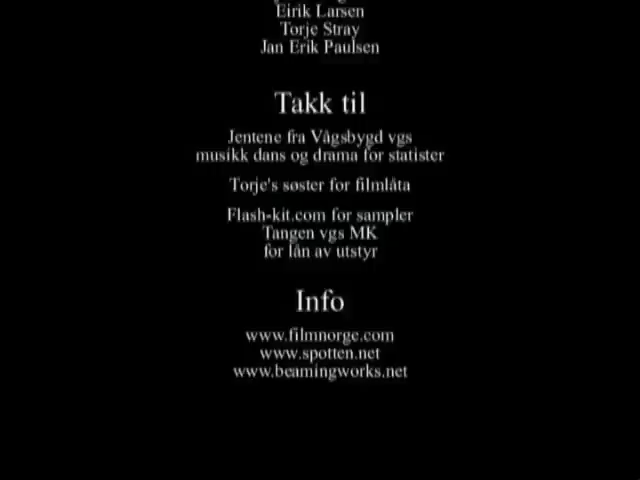 Eirik Larsen
Torje Stray
Jan Erik Paulsen
Takk til
Jentene fra Vågsbygd vgs
musikk dans og drama for statister
Torje's søster for filmlåta
Flash-kit.com for sampler
Tangen vgs MK
for lån av utstyr
Info
www.filmnorge.com
www.spotten.net
www.beamingworks.net